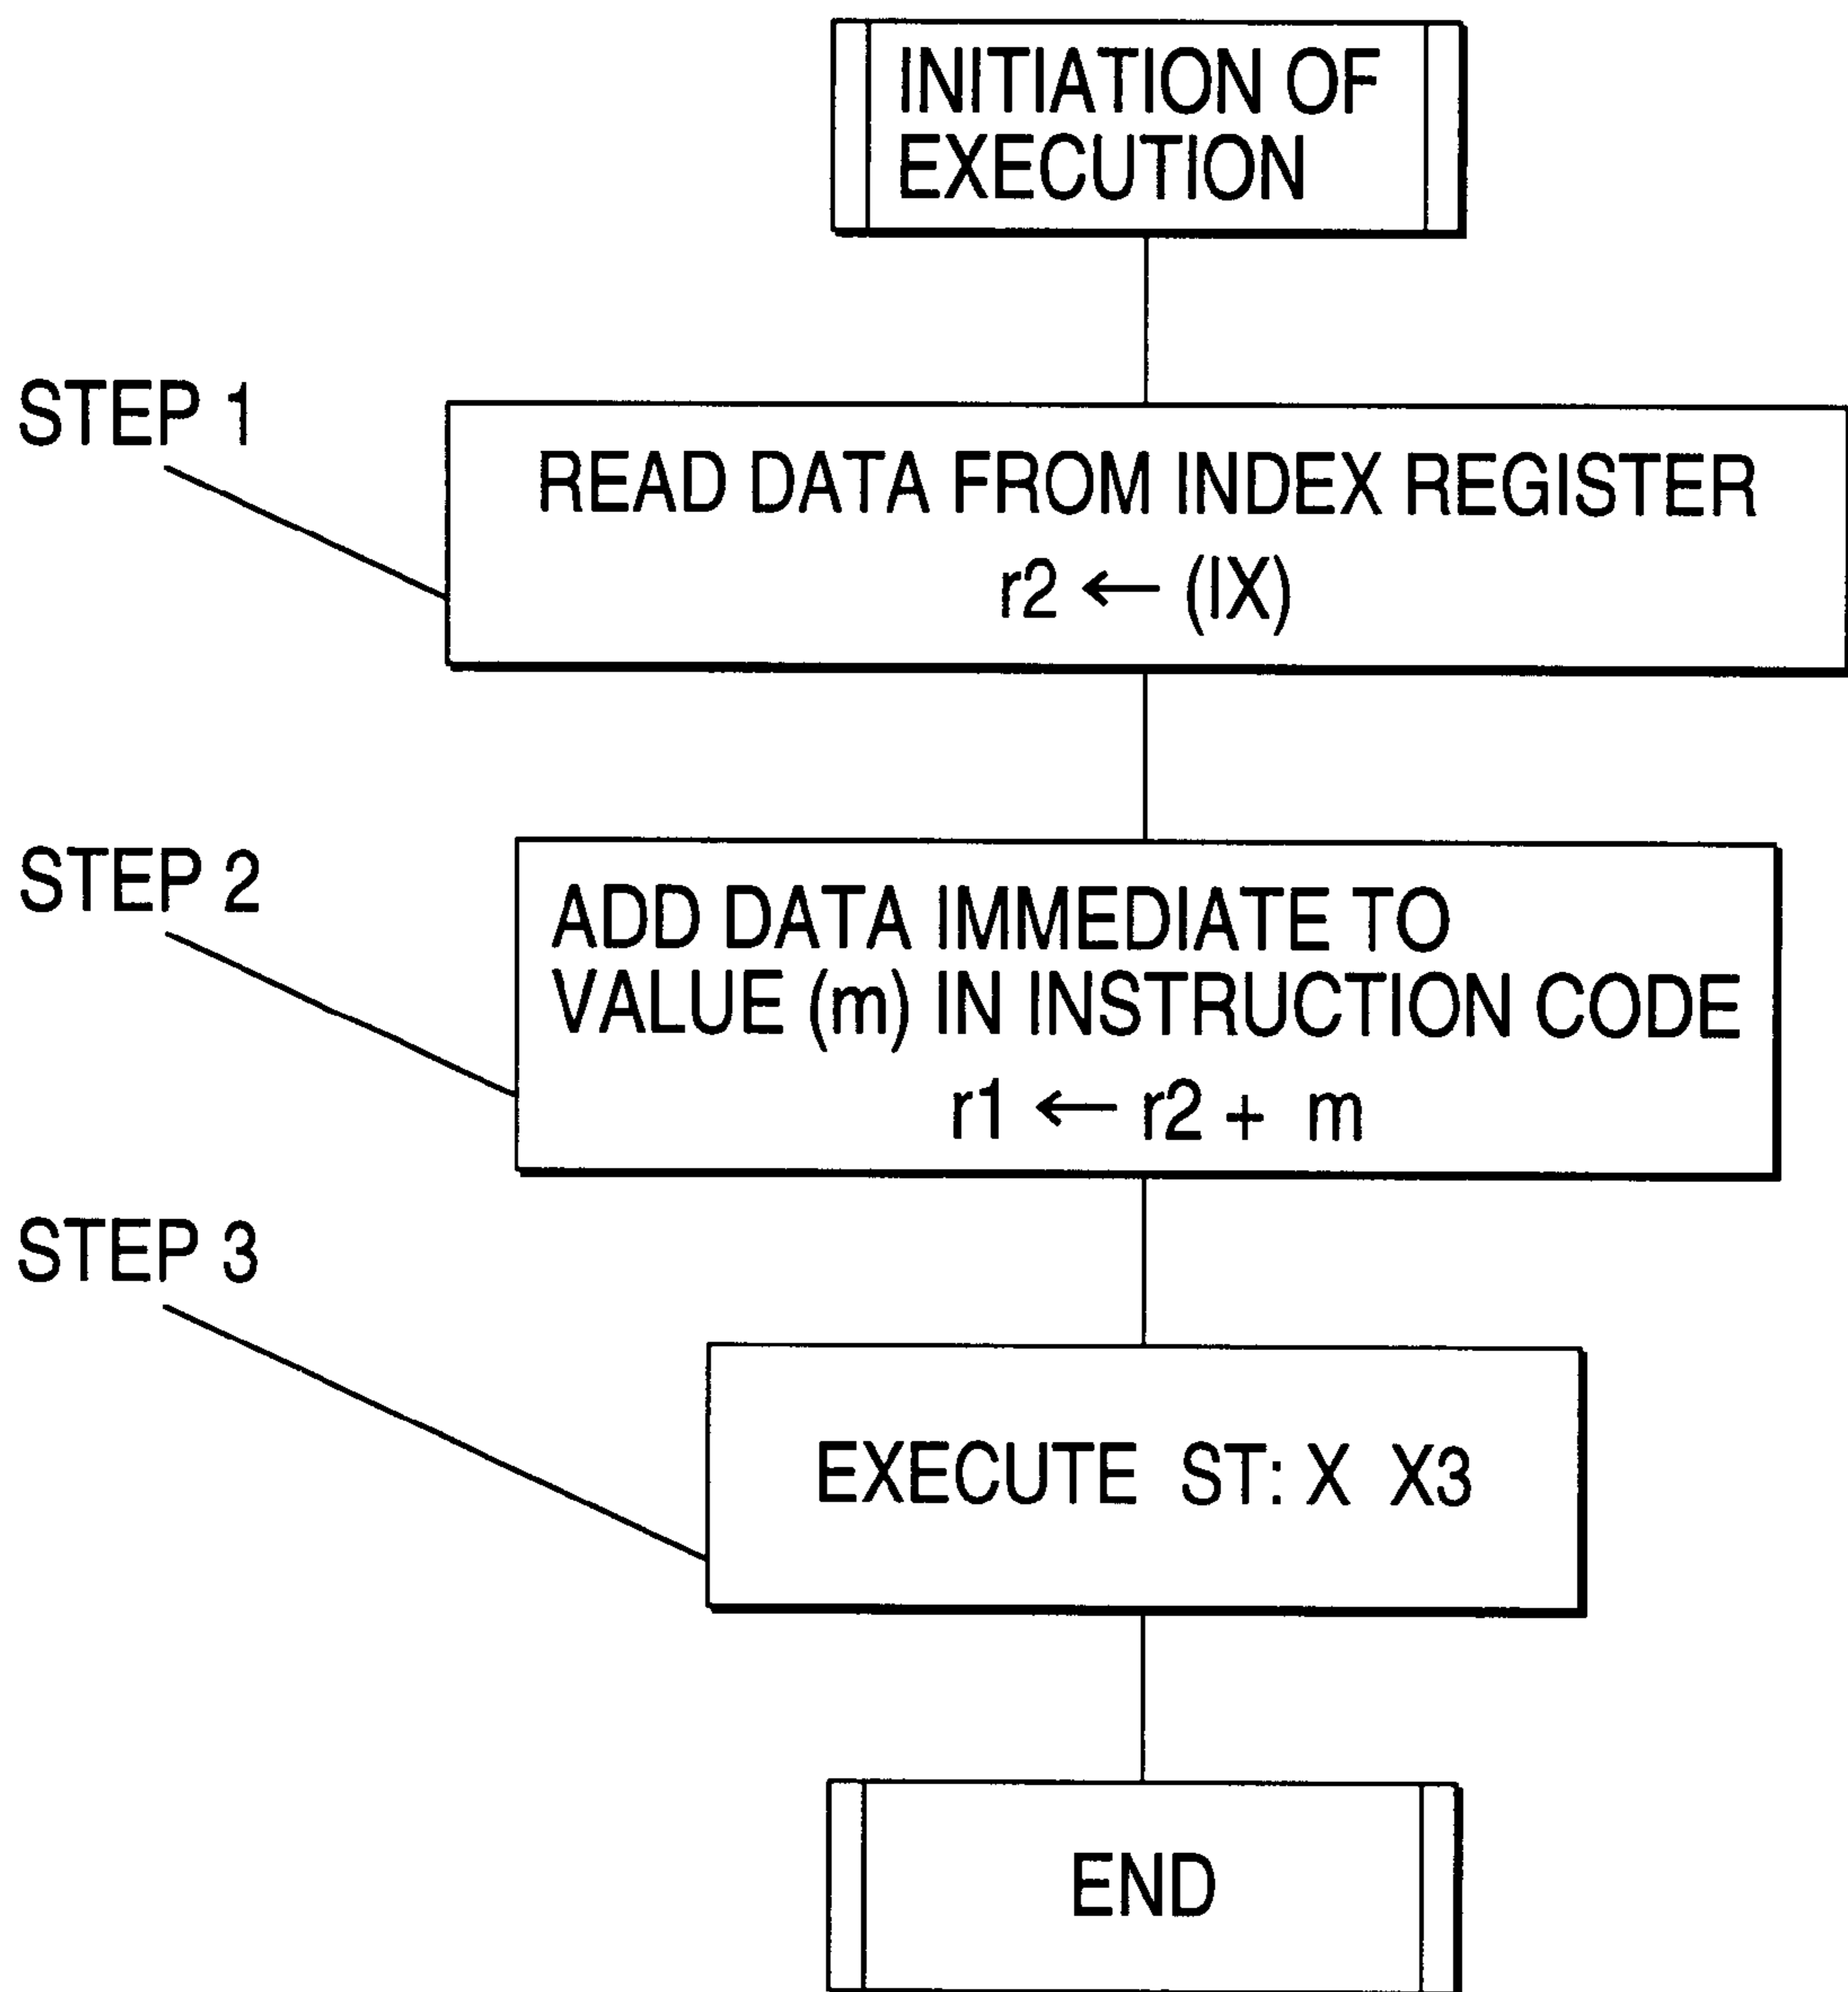 INITIATION OF
EXECUTION
STEP 1
READ DATA FROM INDEX REGISTER
r2 ← (IX)
STEP 2
ADD DATA IMMEDIATE TO
VALUE (m) IN INSTRUCTION CODE
r1 ← r2 + m
STEP 3
EXECUTE ST: X X3
END